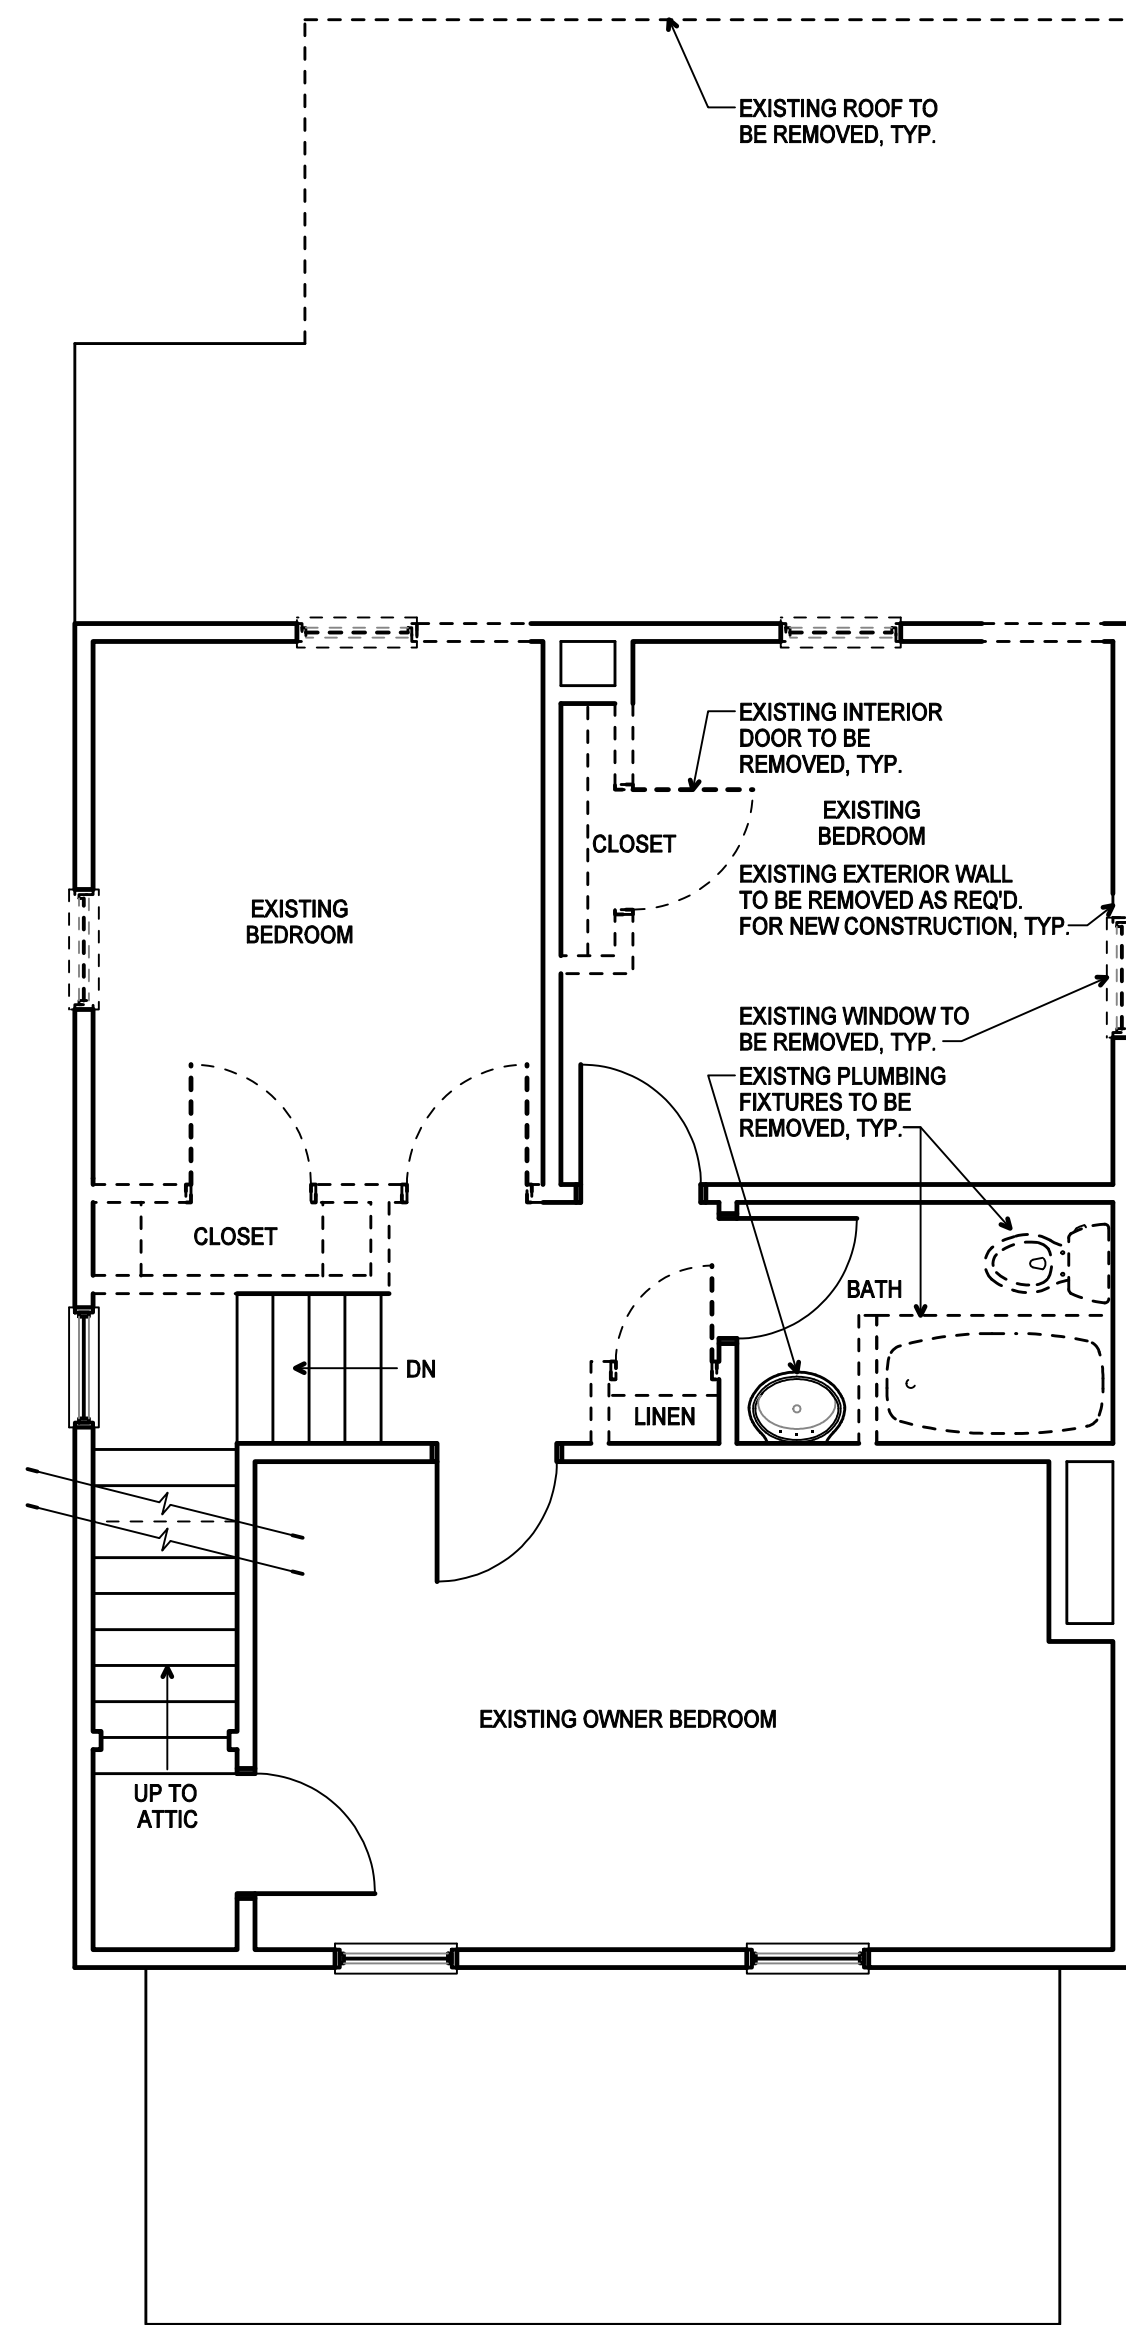 EXISTING ROOF TO
BE REMOVED, TYP.
EXISTING INTERIOR
DOOR TO BE
REMOVED, TYP.
EXISTING
BEDROOM
CLOSET
EXISTING EXTERIOR WALL
TO BE REMOVED AS REQ'D.
FOR NEW CONSTRUCTION, TYP.
EXISTING
BEDROOM
EXISTING WINDOW TO
BE REMOVED, TYP.
EXISTNG PLUMBING
FIXTURES TO BE
REMOVED, TYP.
CLOSET
BATH
DN
LINEN
EXISTING OWNER BEDROOM
UP TO
ATTIC